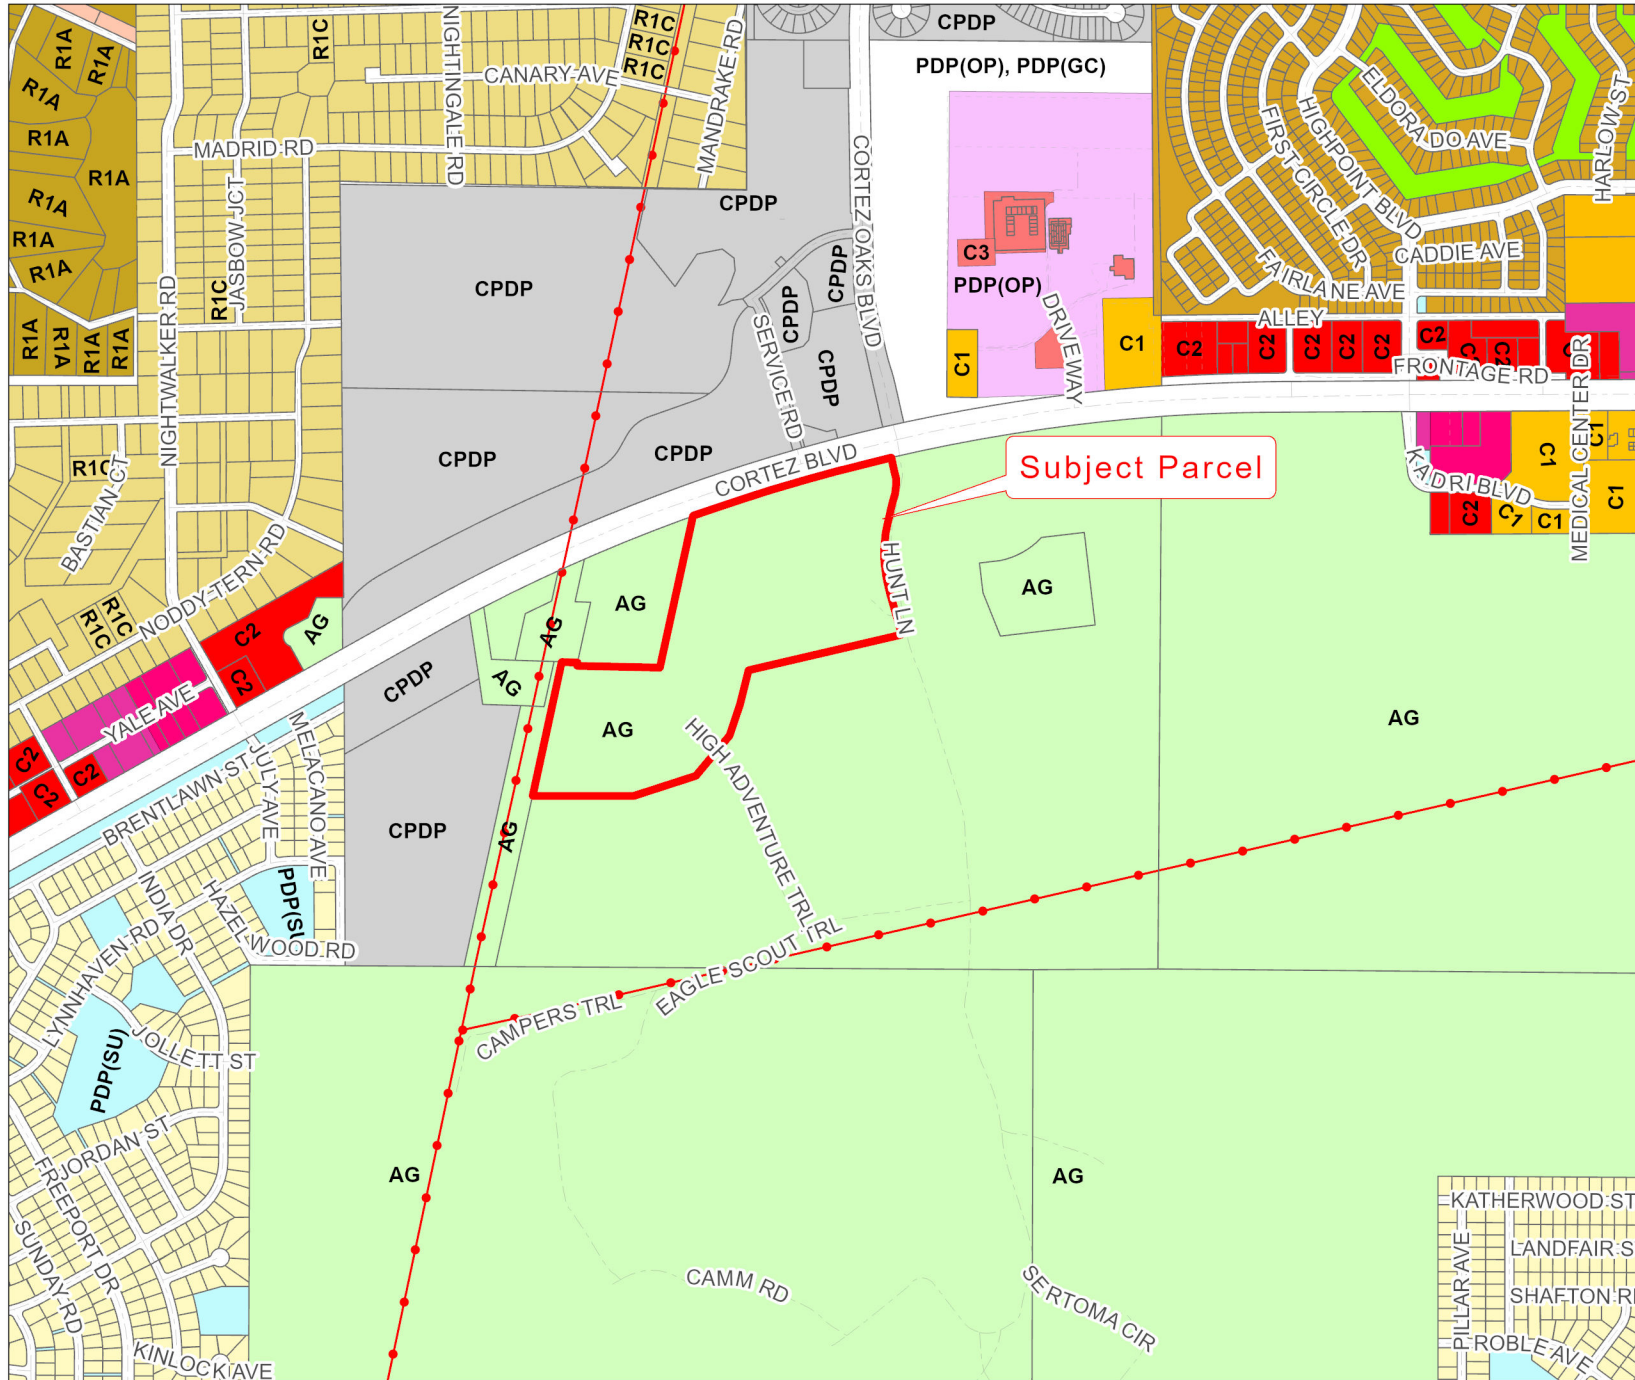 R1C
R1C
R1C
R1C
CPDP
R1A
R1A
R1A
R1A
R1A
R1A
R1A
R1A
R1A
R1A
R1A
R1A
NIGHTINGALE RD
CANARY AVE
MANDRAKE RD
MADRID RD
JASBOW JCT
R1C
NIGHTWALKER RD
CPDP
CPDP
CORTEZ OAKS BLVD
CPDP
CPDP
CPDP
SERVICE RD
PDP(OP), PDP(GC)
C3
PDP(OP)
DRIVEWAY
C1
C1
ELDORADO AVE
HIGHPOINT BLVD
FIRST CIRCLE DR
HARLOW ST
CADDIE AVE
FAIRLANE AVE
ALLEY
C2
C2
C2
C2
C2
C2
C2
FRONTAGE RD
MEDICAL CENTER DR
C1
C1
C1
KADRI BLVD
C2
C1
C1
R1C
BASTIAN CT
CPDP
CPDP
CORTEZ BLVD
Subject Parcel
HUNT LN
AG
NODDY TERN RD
R1C
R1C
C2
C2
AG
AG
AG
AG
CPDP
YALE AVE
C2
C2
C2
AG
AG
HIGH ADVENTURE TRL
BRENTLAWN ST
JULY AVE
MELACANO AVE
CPDP
AG
INDIA DR
HAZELWOOD RD
LYNNHAVEN RD
EAGLE SCOUT TRL
CAMPERS TRL
JOLLETT ST
PDP(SU)
JORDAN ST
FREEPORT DR
SUNDAY RD
KINLOCK AVE
AG
AG
CAMM RD
SERTOMA CIR
KATHERWOOD ST
LANDFAIR S
SHAFTON R
PILLAR AVE
ROBLE AVE